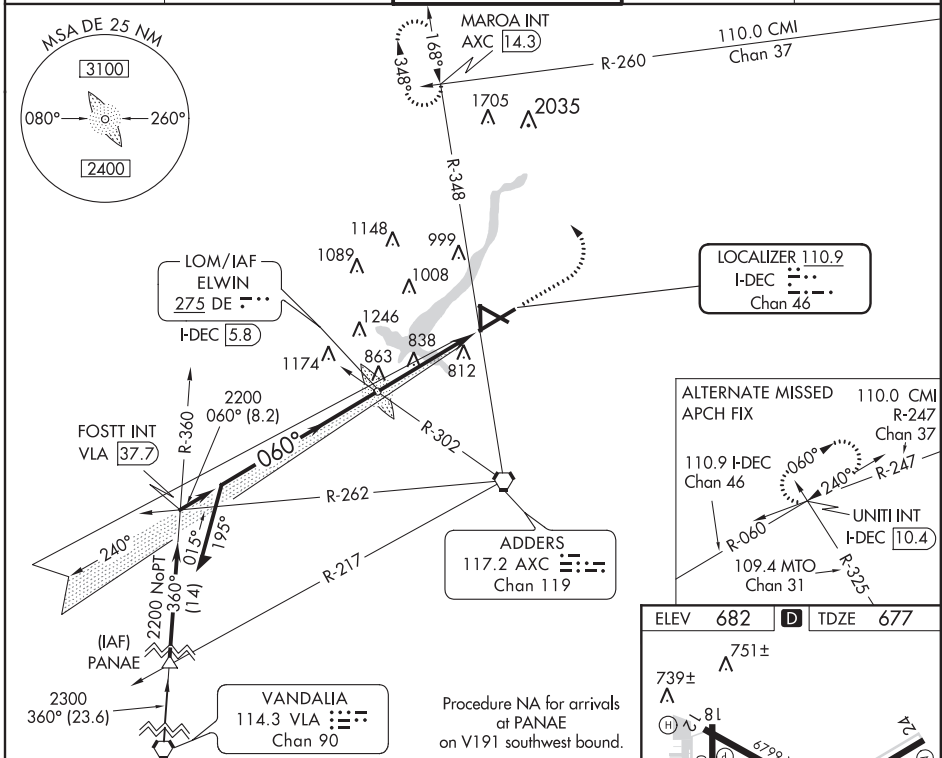 MSA DE 25 NM
3100
080°
260°
2400
MAROA INT
AXC 14.3
168°
348°
R-260
110.0 CMI
Chan 37
1705
2035
R-348
1148
1089
999
1008
LOM/IAF
ELWIN
275 DE
I-DEC 5.8
LOCALIZER 110.9
I-DEC
Chan 46
1246
1174
863
838
812
2200
060° (8.2)
R-360
FOSTT INT
VLA 37.7
060°
R-302
R-262
240°
015°
195°
R-217
2200 NoPT
360°
(14)
ADDERS
117.2 AXC
Chan 119
(IAF)
PANAE
2300
360° (23.6)
VANDALIA
114.3 VLA
Chan 90
Procedure NA for arrivals
at PANAE
on V191 southwest bound.
ALTERNATE MISSED
APCH FIX
110.0 CMI
R-247
Chan 37
110.9 I-DEC
Chan 46
060°
240°
R-247
R-060
UNITI INT
I-DEC 10.4
109.4 MTO
Chan 31
R-325
ELEV 682 D TDZE 677
751±
739±
H
12
18
24
6799
P